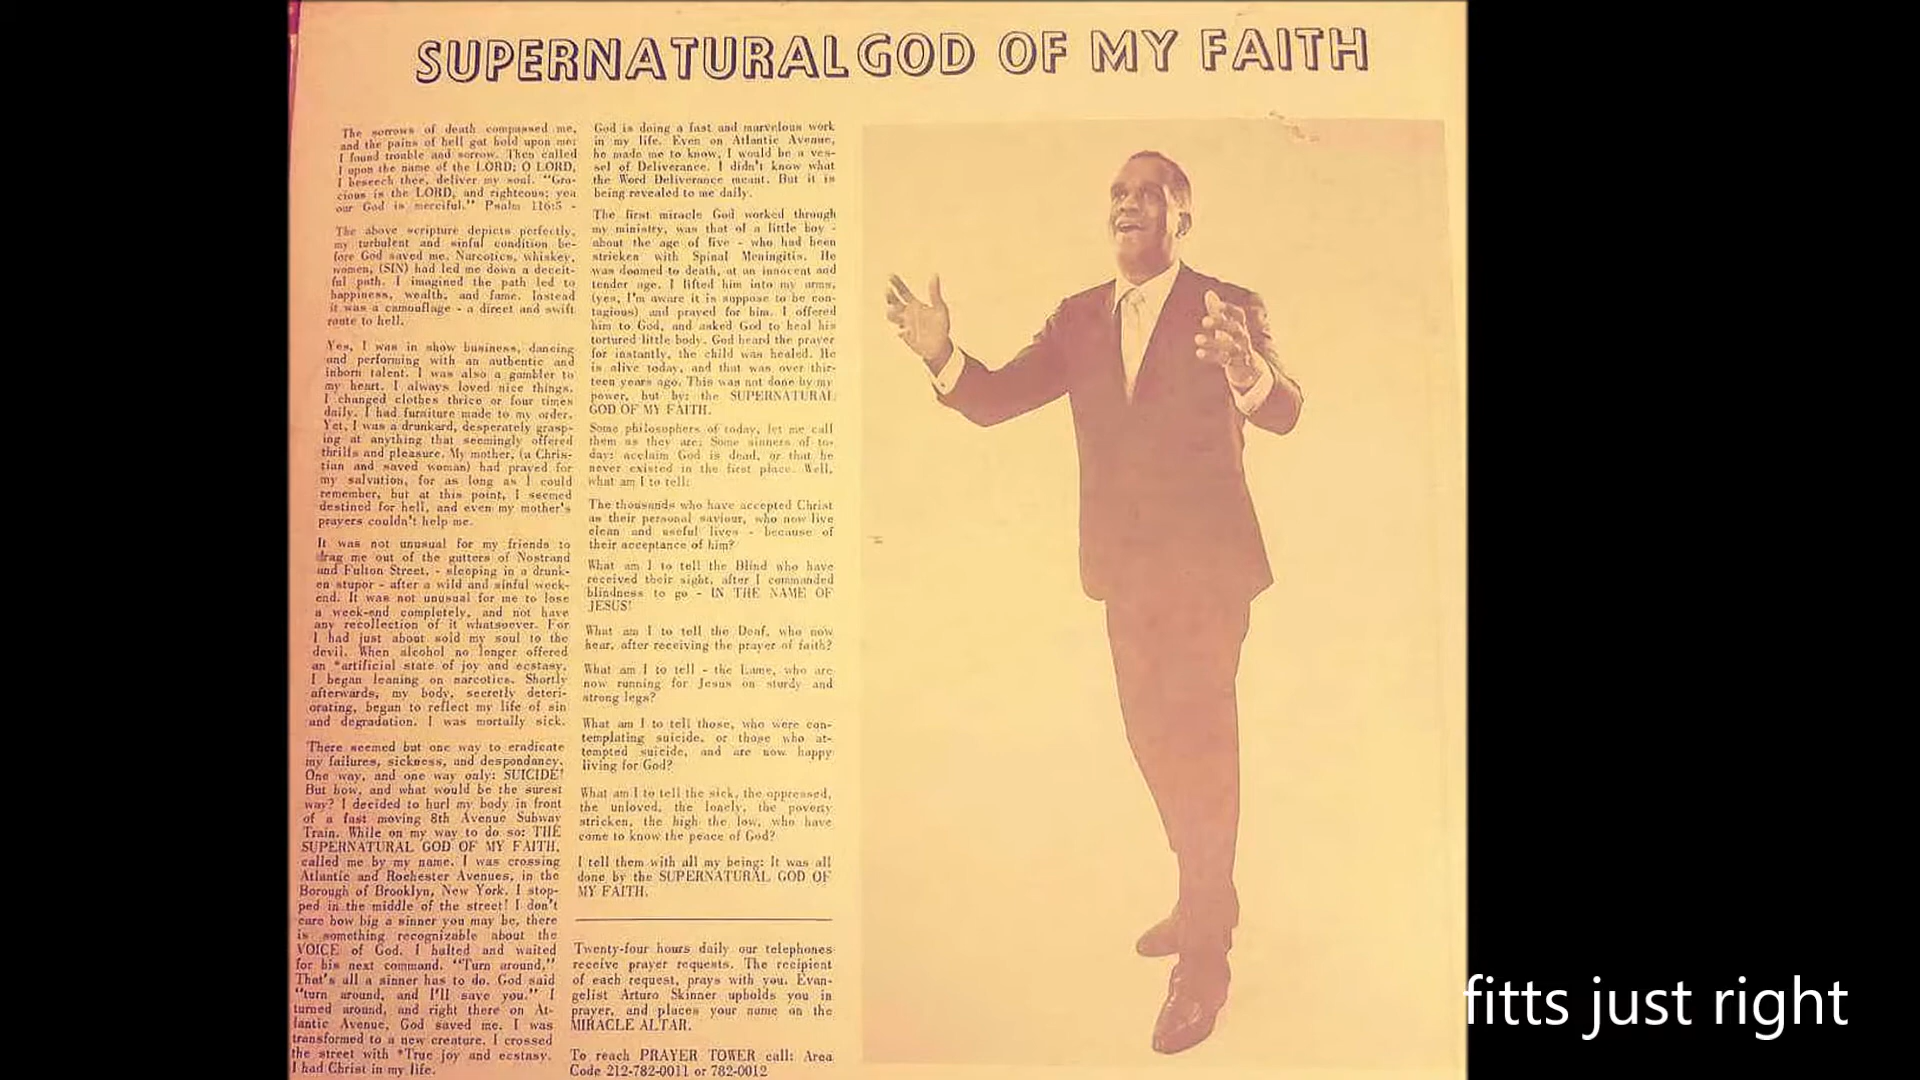 SUPERNATURAL GOD OF MY FAITH
The sorrows of death compassed me,
and the pains of hell gat hold upon me:
I found trouble and sorrow. Then called
I upon the name of the LORD; O LORD,
I beseech thee, deliver my soul. "Gra-
cious is the LORD, and righteous; yea
our God is merciful." Psalm 116:5 -
The above scripture depicts perfectly,
my turbulent and sinful condition be-
fore God saved me. Narcotics, whiskey,
women, (SIN) had led me down a deceit-
ful path. I imagined the path led to
happiness, wealth, and fame. Instead
it was a camouflage - a direct and swift
route to hell.
Yes, I was in show business, dancing
and performing with an authentic and
inborn talent. I was also a gambler to
my heart. I always loved nice things.
I changed clothes thrice or four times
daily. I had furniture made to my order.
Yet, I was a drunkard, desperately grasp-
ing at anything that seemingly offered
thrills and pleasure. My mother, (a Chris-
tian and saved woman) had prayed for
my salvation, for as long as I could
remember, but at this point, I seemed
destined for hell, and even my mother's
prayers couldn't help me.
It was not unusual for my friends to
drag me out of the gutters of Nostrand
and Fulton Street, - sleeping in a drunk-
en stupor - after a wild and sinful week-
end. It was not unusual for me to lose
a week-end completely, and not have
any recollection of it whatsoever. For
I had just about sold my soul to the
devil. When alcohol no longer offered
an *artificial state of joy and ecstasy,
I began leaning on narcotics. Shortly
afterwards, my body, secretly deteri-
orating, began to reflect my life of sin
and degradation. I was mortally sick.
There seemed but one way to eradicate
my failures, sickness, and despondancy.
One way, and one way only: SUICIDE!
But how, and what would be the surest
way? I decided to hurl my body in front
of a fast moving 8th Avenue Subway
Train. While on my way to do so: THE
SUPERNATURAL GOD OF MY FAITH,
called me by my name. I was crossing
Atlantic and Rochester Avenues, in the
Borough of Brooklyn, New York. I stop-
ped in the middle of the street! I don't
care how big a sinner you may be, there
is something recognizable about the
VOICE of God. I halted and waited
for his next command. "Turn around,"
That's all a sinner has to do. God said
"turn around, and I'll save you." I
turned around, and right there on At-
lantic Avenue, God saved me. I was
transformed to a new creature. I crossed
the street with *True joy and ecstasy.
I had Christ in my life.
God is doing a fast and marvelous work
in my life. Even on Atlantic Avenue,
he made me to know, I would be a ves-
sel of Deliverance. I didn't know what
the Word Deliverance meant. But it is
being revealed to me daily.
The first miracle God worked through
my ministry, was that of a little boy -
about the age of five - who had been
stricken with Spinal Meningitis. He
was doomed to death, at an innocent and
tender age. I lifted him into my arms,
(yes, I'm aware it is suppose to be con-
tagious) and prayed for him. I offered
him to God, and asked God to heal his
tortured little body. God heard the prayer
for instantly, the child was healed. He
is alive today, and that was over thir-
teen years ago. This was not done by my
power, but by: the SUPERNATURAL
GOD OF MY FAITH.
Some philosophers of today, let me call
them as they are; Some sinners of to-
day: acclaim God is dead, or that he
never existed in the first place. Well,
what am I to tell:
The thousands who have accepted Christ
as their personal saviour, who now live
clean and useful lives - because of
their acceptance of him?
What am I to tell the Blind who have
received their sight, after I commanded
blindness to go - IN THE NAME OF
JESUS!
What am I to tell the Deaf, who now
hear, after receiving the prayer of faith?
What am I to tell - the Lame, who are
now running for Jesus on sturdy and
strong legs?
What am I to tell those, who were con-
templating suicide, or those who at-
tempted suicide, and are now happy
living for God?
What am I to tell the sick, the oppressed,
the unloved, the lonely, the poverty
stricken, the high the low, who have
come to know the peace of God?
I tell them with all my being: It was all
done by the SUPERNATURAL GOD OF
MY FAITH.
Twenty-four hours daily our telephones
receive prayer requests. The recipient
of each request, prays with you. Evan-
gelist Arturo Skinner upholds you in
prayer, and places your name on the
MIRACLE ALTAR.
To reach PRAYER TOWER call: Area
Code 212-782-0011 or 782-0012
fitts just right